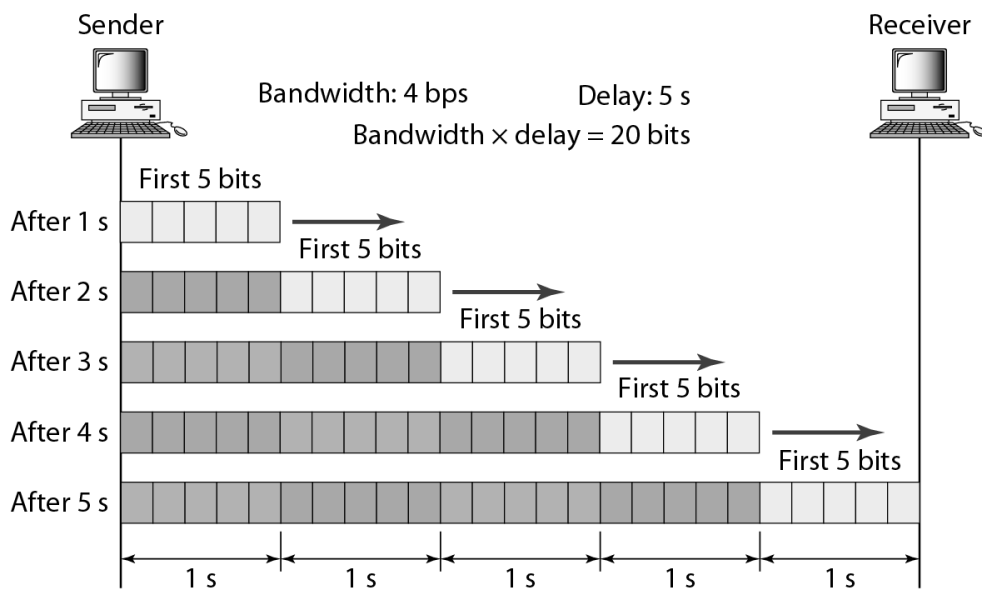 Sender
Receiver
Bandwidth: 4 bps
Delay: 5 s
Bandwidth × delay = 20 bits
First 5 bits
After 1 s
First 5 bits
After 2 s
First 5 bits
After 3 s
First 5 bits
After 4 s
First 5 bits
After 5 s
1 s
1 s
1 s
1 s
1 s